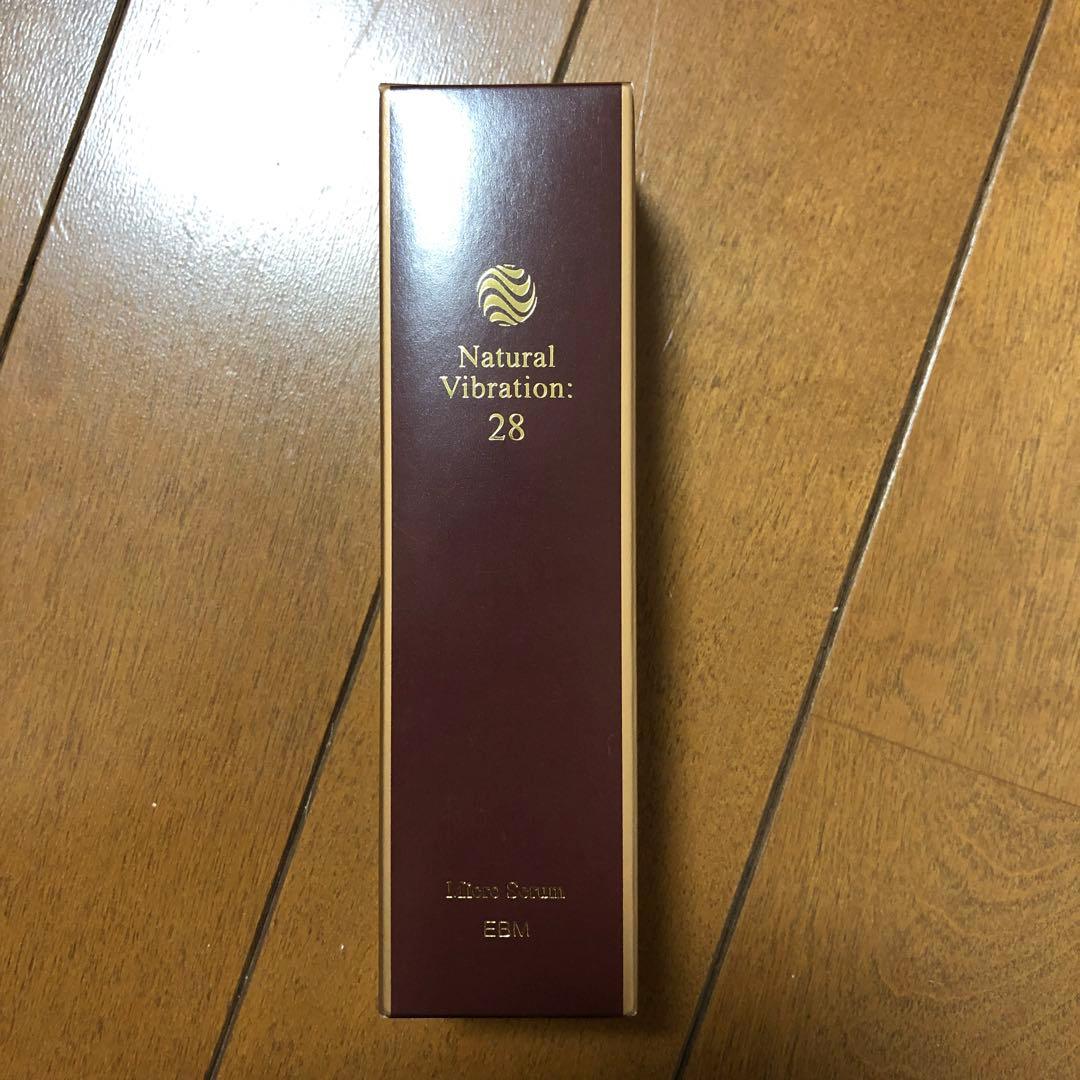 Natural
Vibration:
28
Micro Serum
EBM